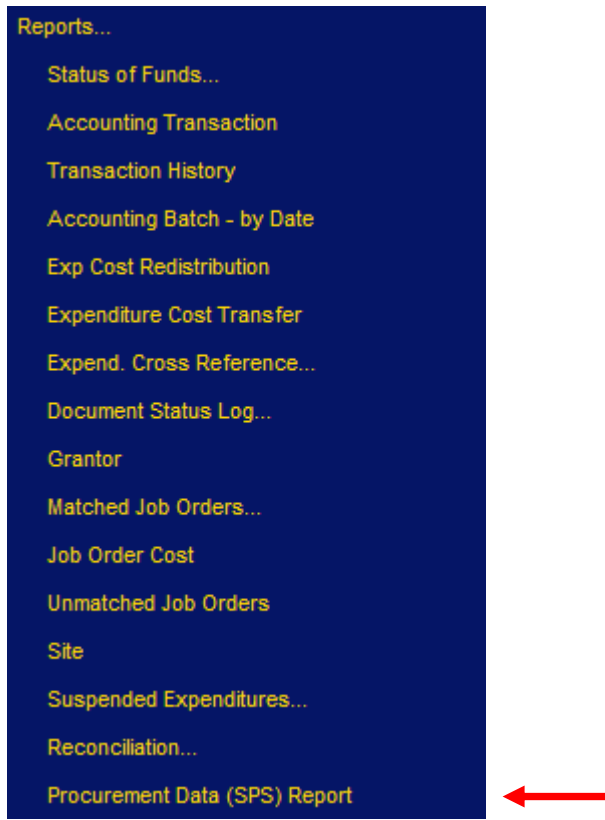 Reports...
Status of Funds...
Accounting Transaction
Transaction History
Accounting Batch - by Date
Exp Cost Redistribution
Expenditure Cost Transfer
Expend. Cross Reference...
Document Status Log...
Grantor
Matched Job Orders...
Job Order Cost
Unmatched Job Orders
Site
Suspended Expenditures...
Reconciliation...
Procurement Data (SPS) Report